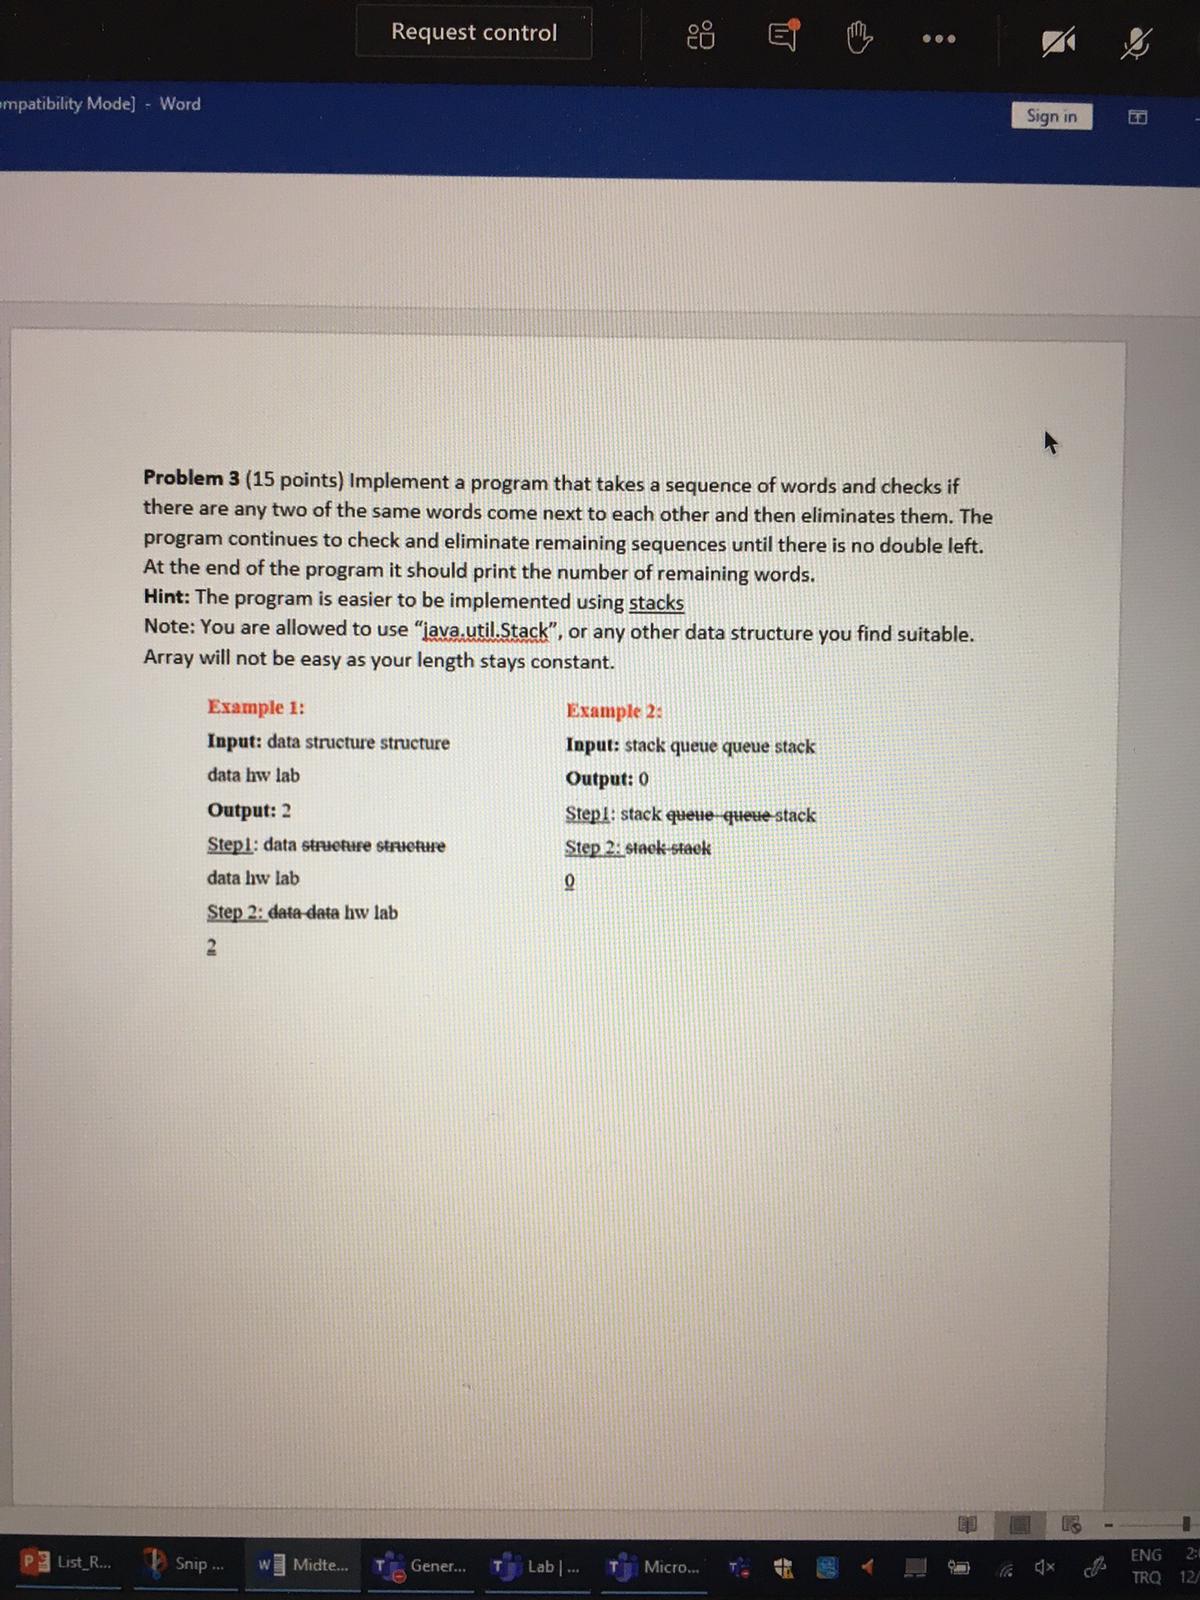 Request control
ompatibility Mode] - Word
Sign in
Problem 3 (15 points) Implement a program that takes a sequence of words and checks if
there are any two of the same words come next to each other and then eliminates them. The
program continues to check and eliminate remaining sequences until there is no double left.
At the end of the program it should print the number of remaining words.
Hint: The program is easier to be implemented using stacks
Note: You are allowed to use “java.util.Stack”, or any other data structure you find suitable.
Array will not be easy as your length stays constant.
Example 1:
Input: data structure structure
data hw lab
Output: 2
Step1: data structure structure
data hw lab
Step 2: data data hw lab
2
Example 2:
Input: stack queue queue stack
Output: 0
Step1: stack queue queue stack
Step 2: stack stack
0
List_R...
Snip ...
Midte...
Gener...
Lab | ...
Micro...
ENG
TRQ
2:
12/